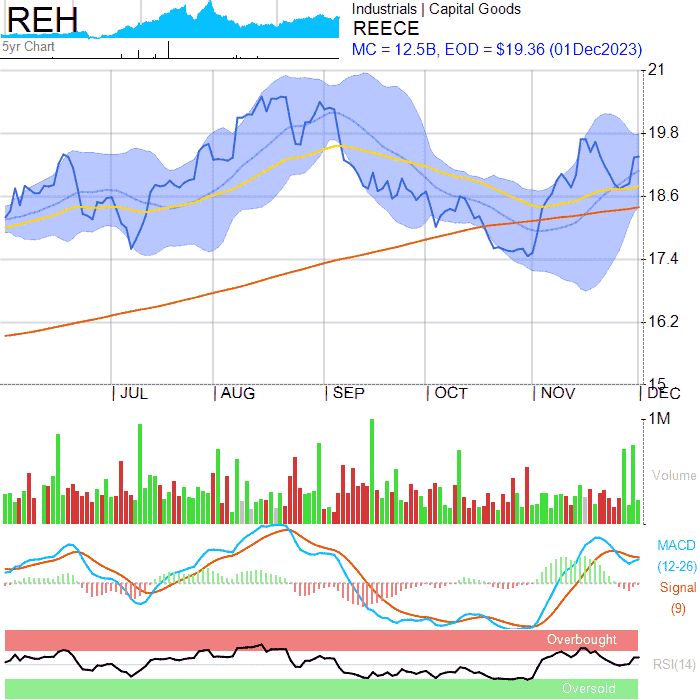 REH
5yr Chart
Industrials | Capital Goods
REECE
MC = 12.5B, EOD = $19.36 (01Dec2023)
21
19.8
18.6
17.4
16.2
15
JUL AUG SEP OCT NOV DEC
1M
Volume
MACD
(12-26)
Signal
(9)
Overbought
RSI(14)
Oversold